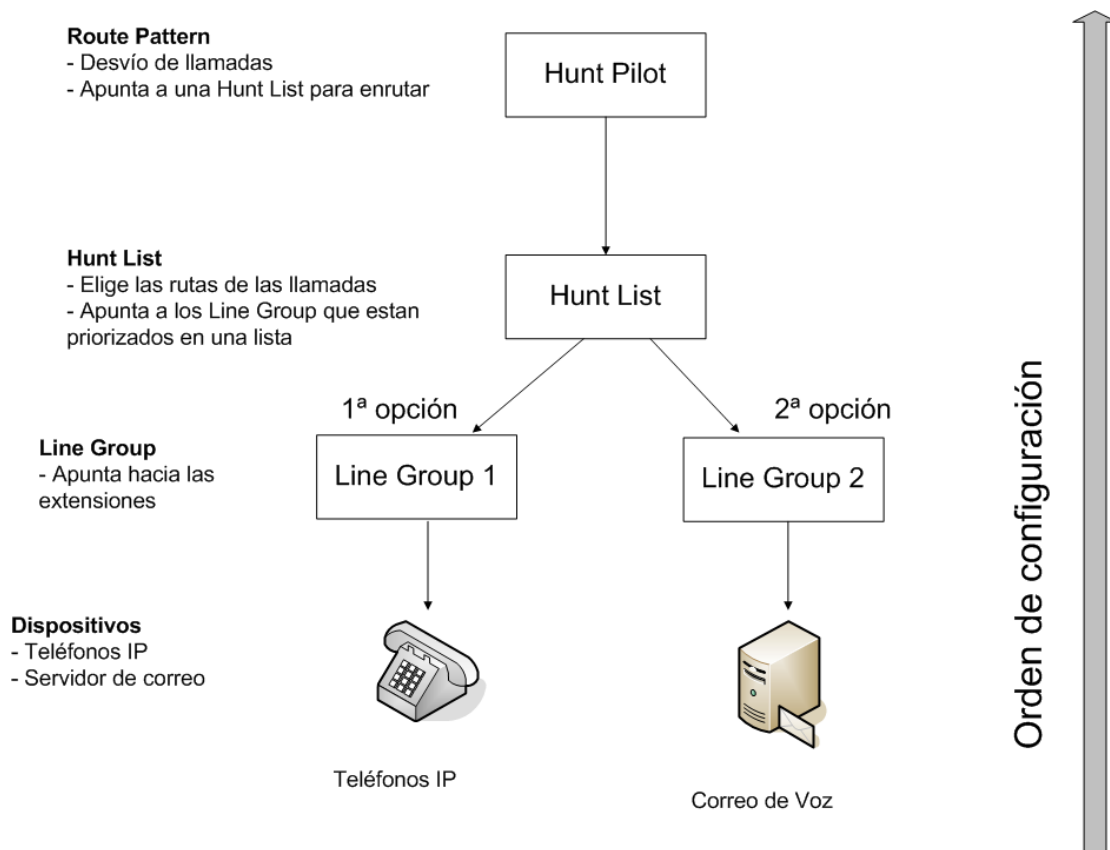 Route Pattern
- Desvío de llamadas
- Apunta a una Hunt List para enrutar
Hunt Pilot
Hunt List
- Elige las rutas de las llamadas
- Apunta a los Line Group que estan
priorizados en una lista
Hunt List
1ª opción
2ª opción
Line Group
- Apunta hacia las
extensiones
Line Group 1
Line Group 2
Dispositivos
- Teléfonos IP
- Servidor de correo
Teléfonos IP
Correo de Voz
Orden de configuración